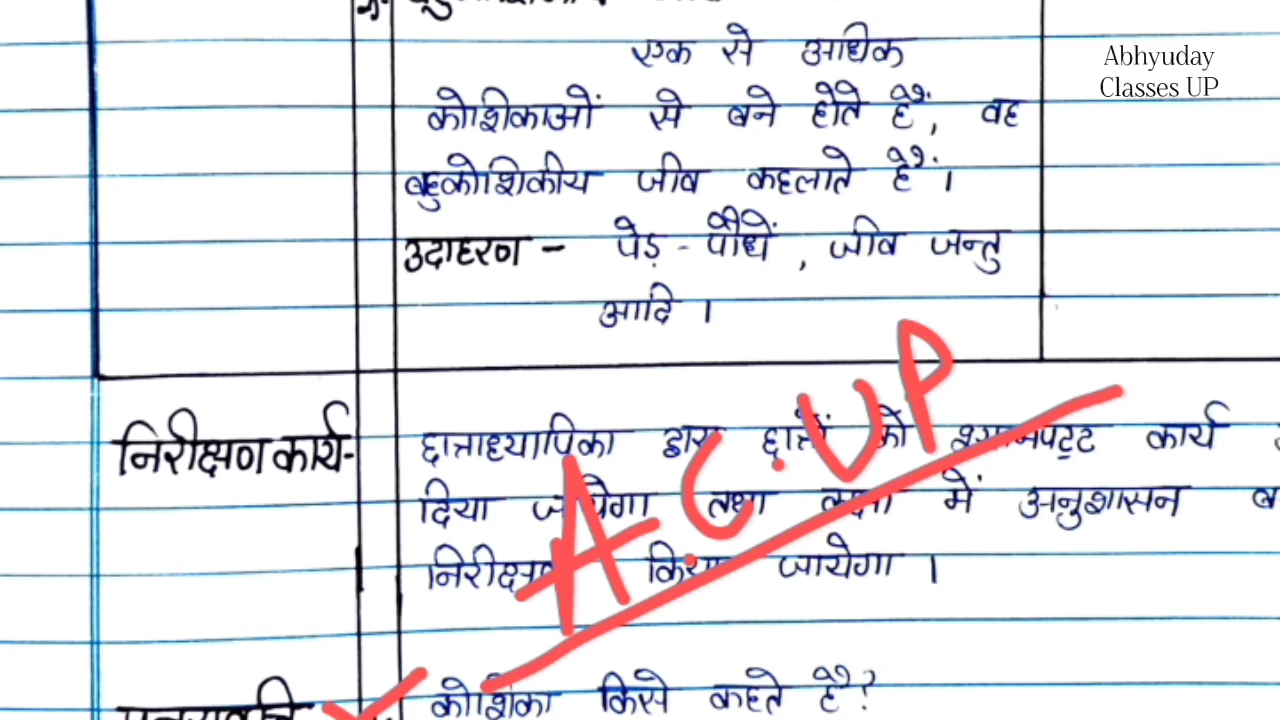 एक से अधिक
कोशिकाओं से बने होते हैं, वह
बहुकोशिकीय जीव कहलाते हैं।
उदाहरण - पेड़ - पौधें, जीव जन्तु
आदि।
Abhyuday
Classes UP
निरीक्षण कार्य- छात्राध्यापिका द्वारा छात्रों को श्यामपट्ट कार्य
दिया जायेगा तथा कक्षा में अनुशासन
निरीक्षण किया जायेगा।
A.C.UP
कोशिका किसे कहते है?